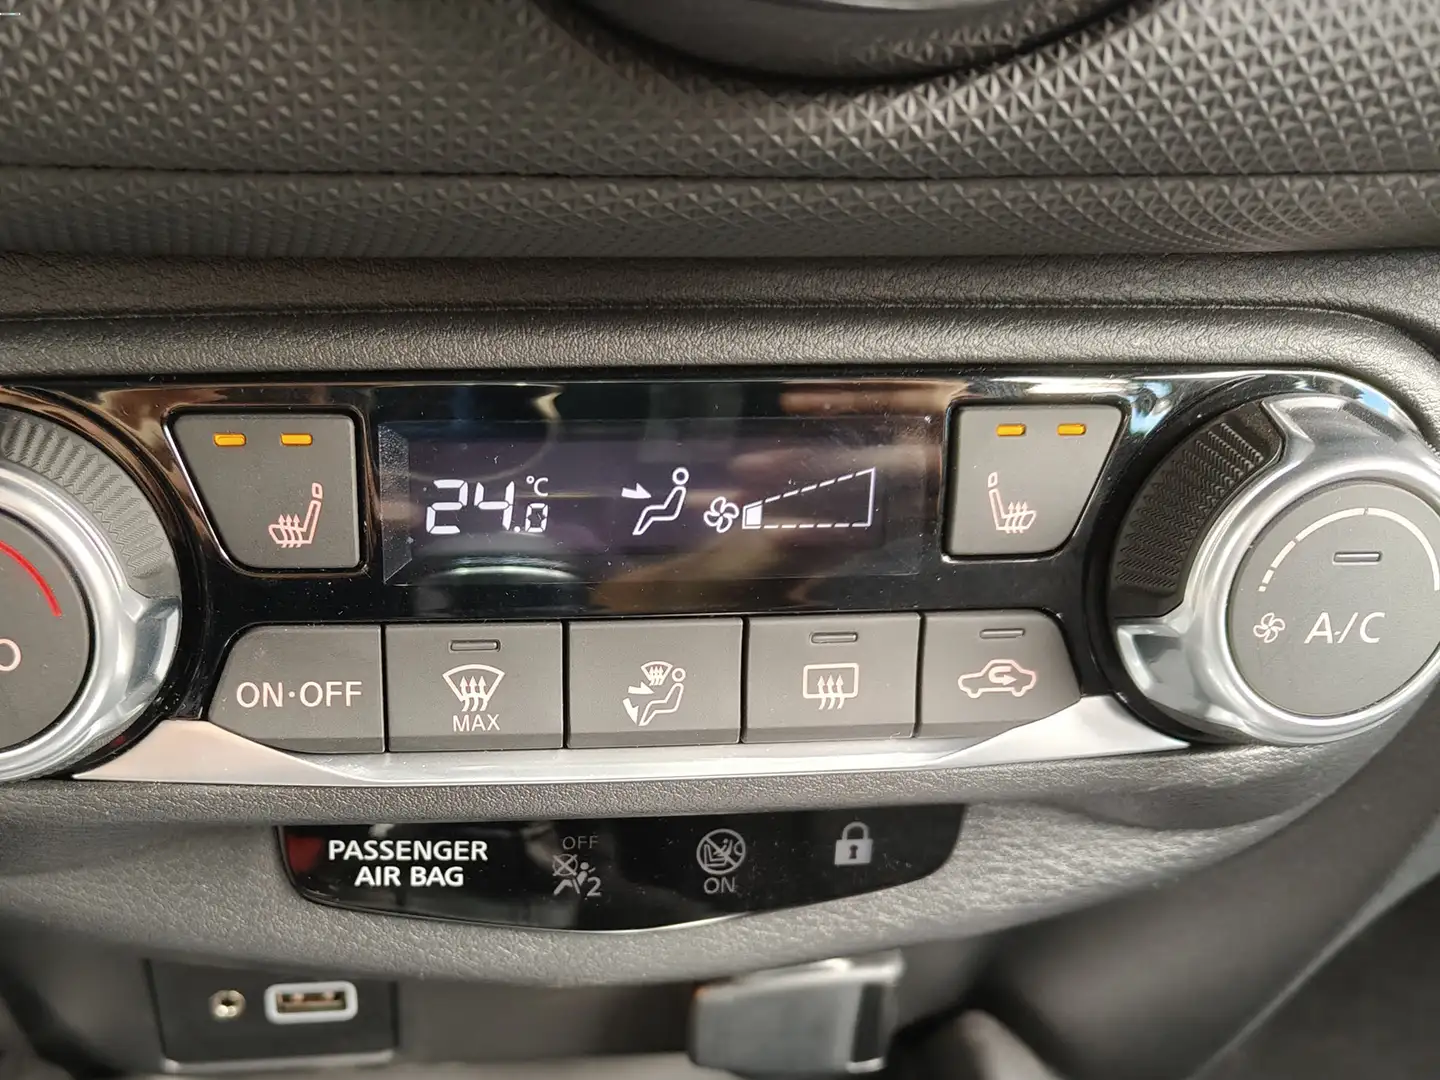 24.0 °C
O
A/C
ON·OFF
MAX
PASSENGER
AIR BAG
OFF
2
ON